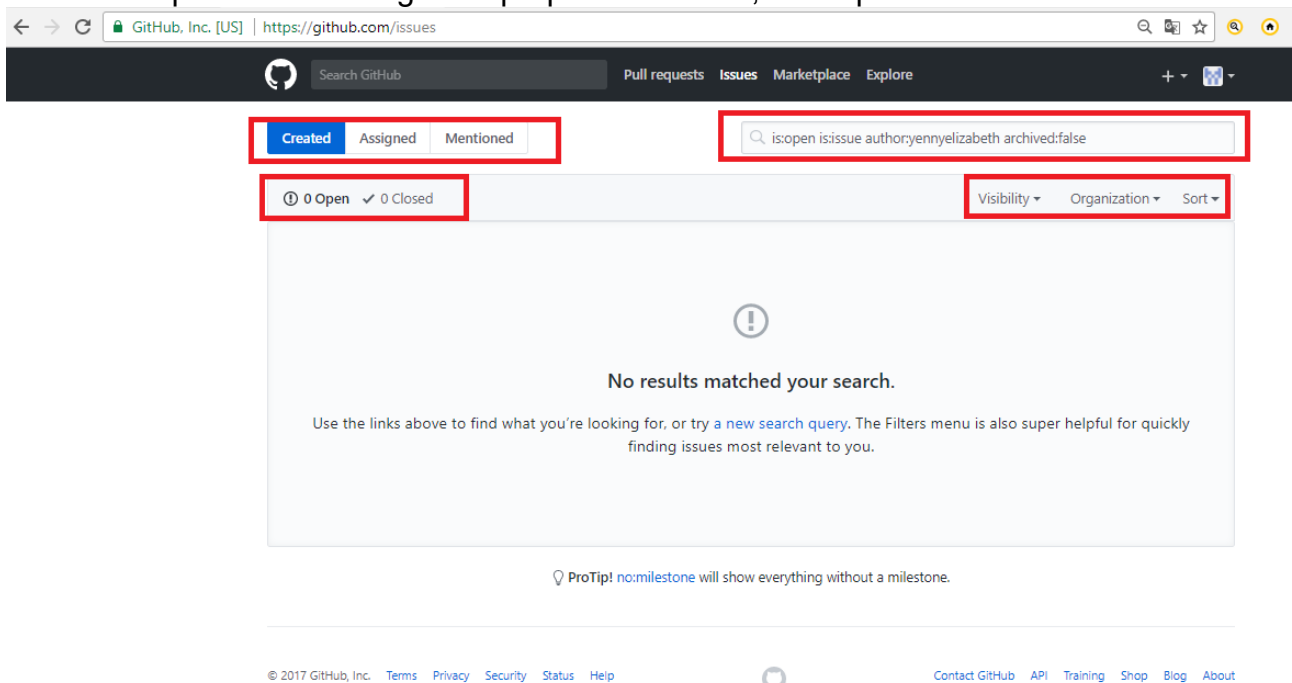 GitHub, Inc. [US] | https://github.com/issues
Search GitHub Pull requests Issues Marketplace Explore
Created Assigned Mentioned is:open is:issue author:yennyelizabeth archived:false
0 Open 0 Closed Visibility Organization Sort
No results matched your search.
Use the links above to find what you're looking for, or try a new search query. The Filters menu is also super helpful for quickly
finding issues most relevant to you.
ProTip! no:milestone will show everything without a milestone.
© 2017 GitHub, Inc. Terms Privacy Security Status Help Contact GitHub API Training Shop Blog About